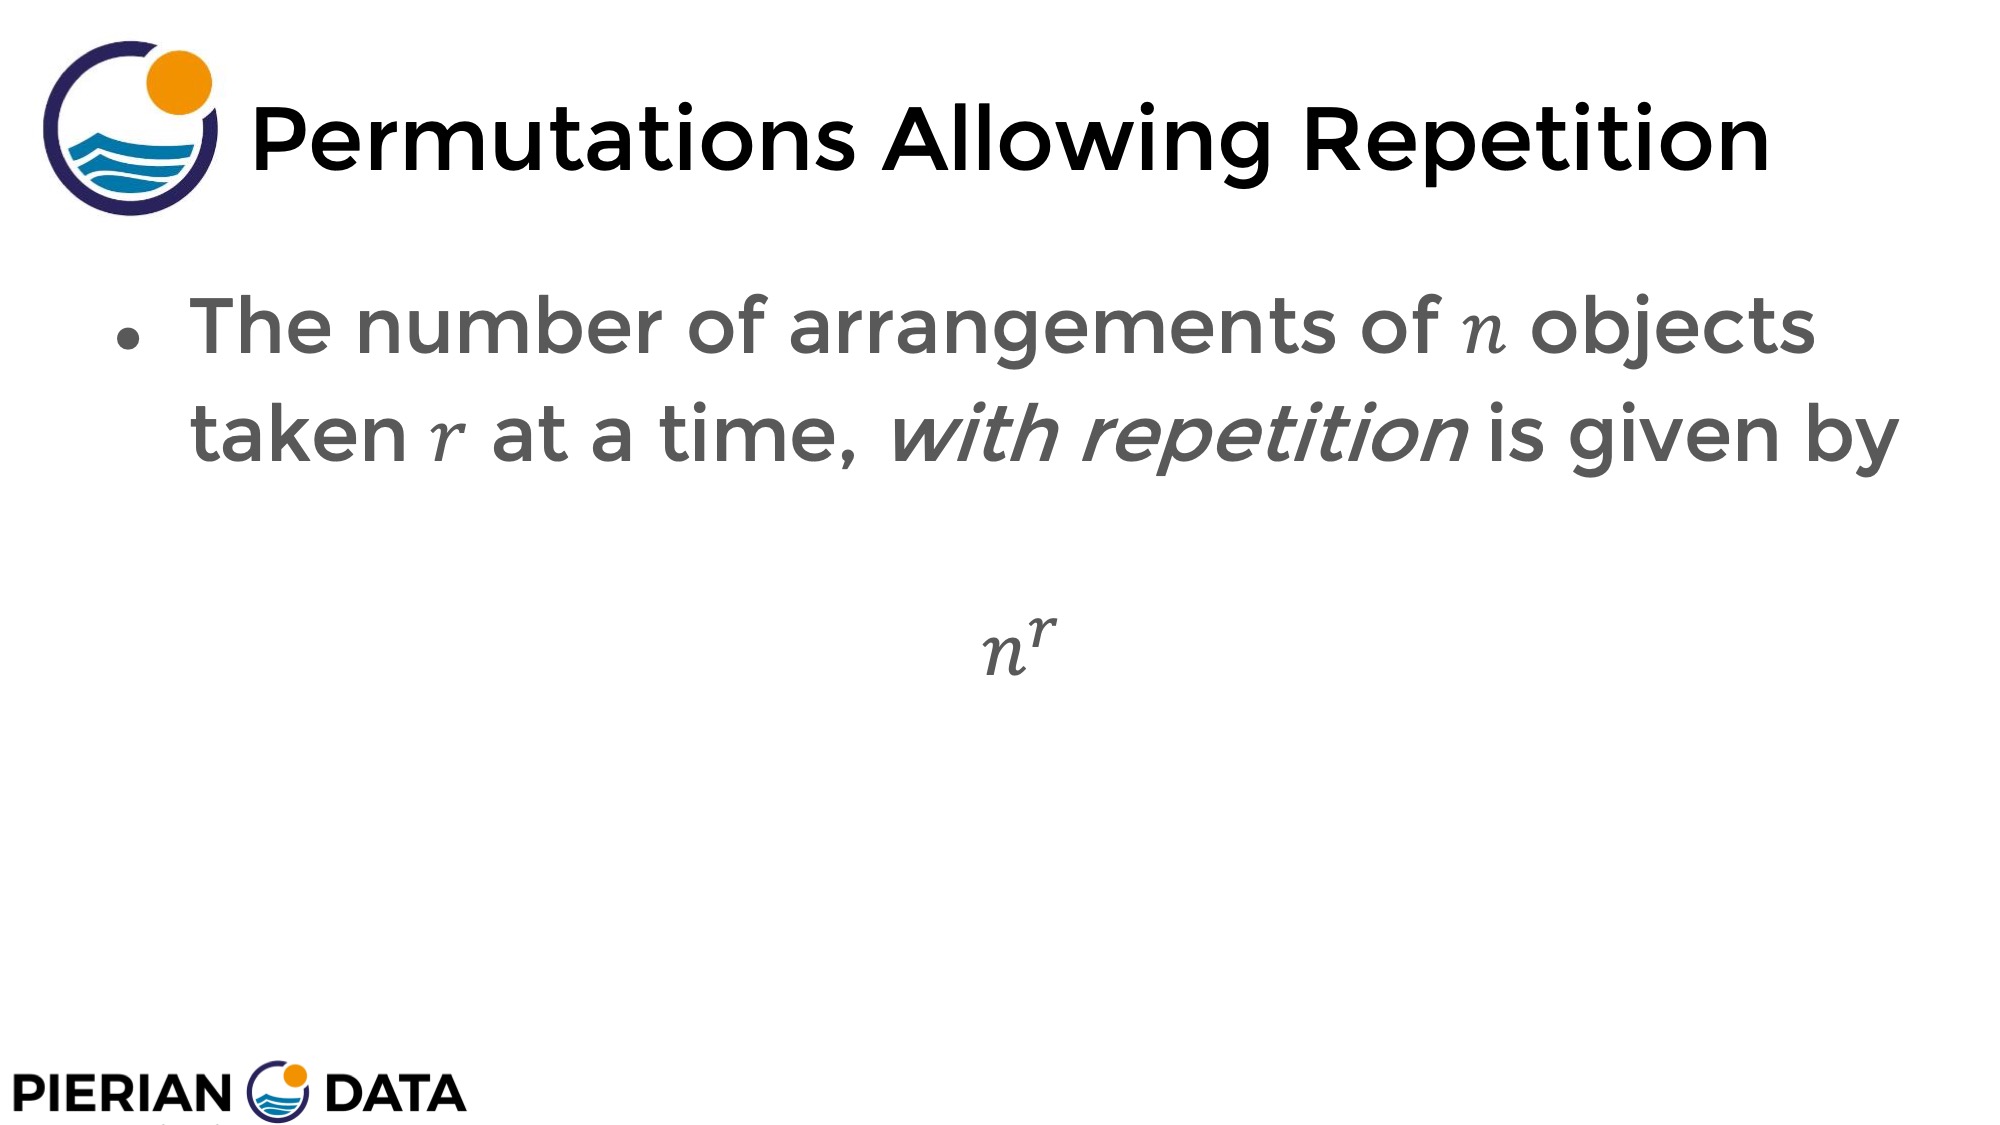 Permutations Allowing Repetition
• The number of arrangements of n objects
taken r at a time, with repetition is given by
nʳ
PIERIAN DATA